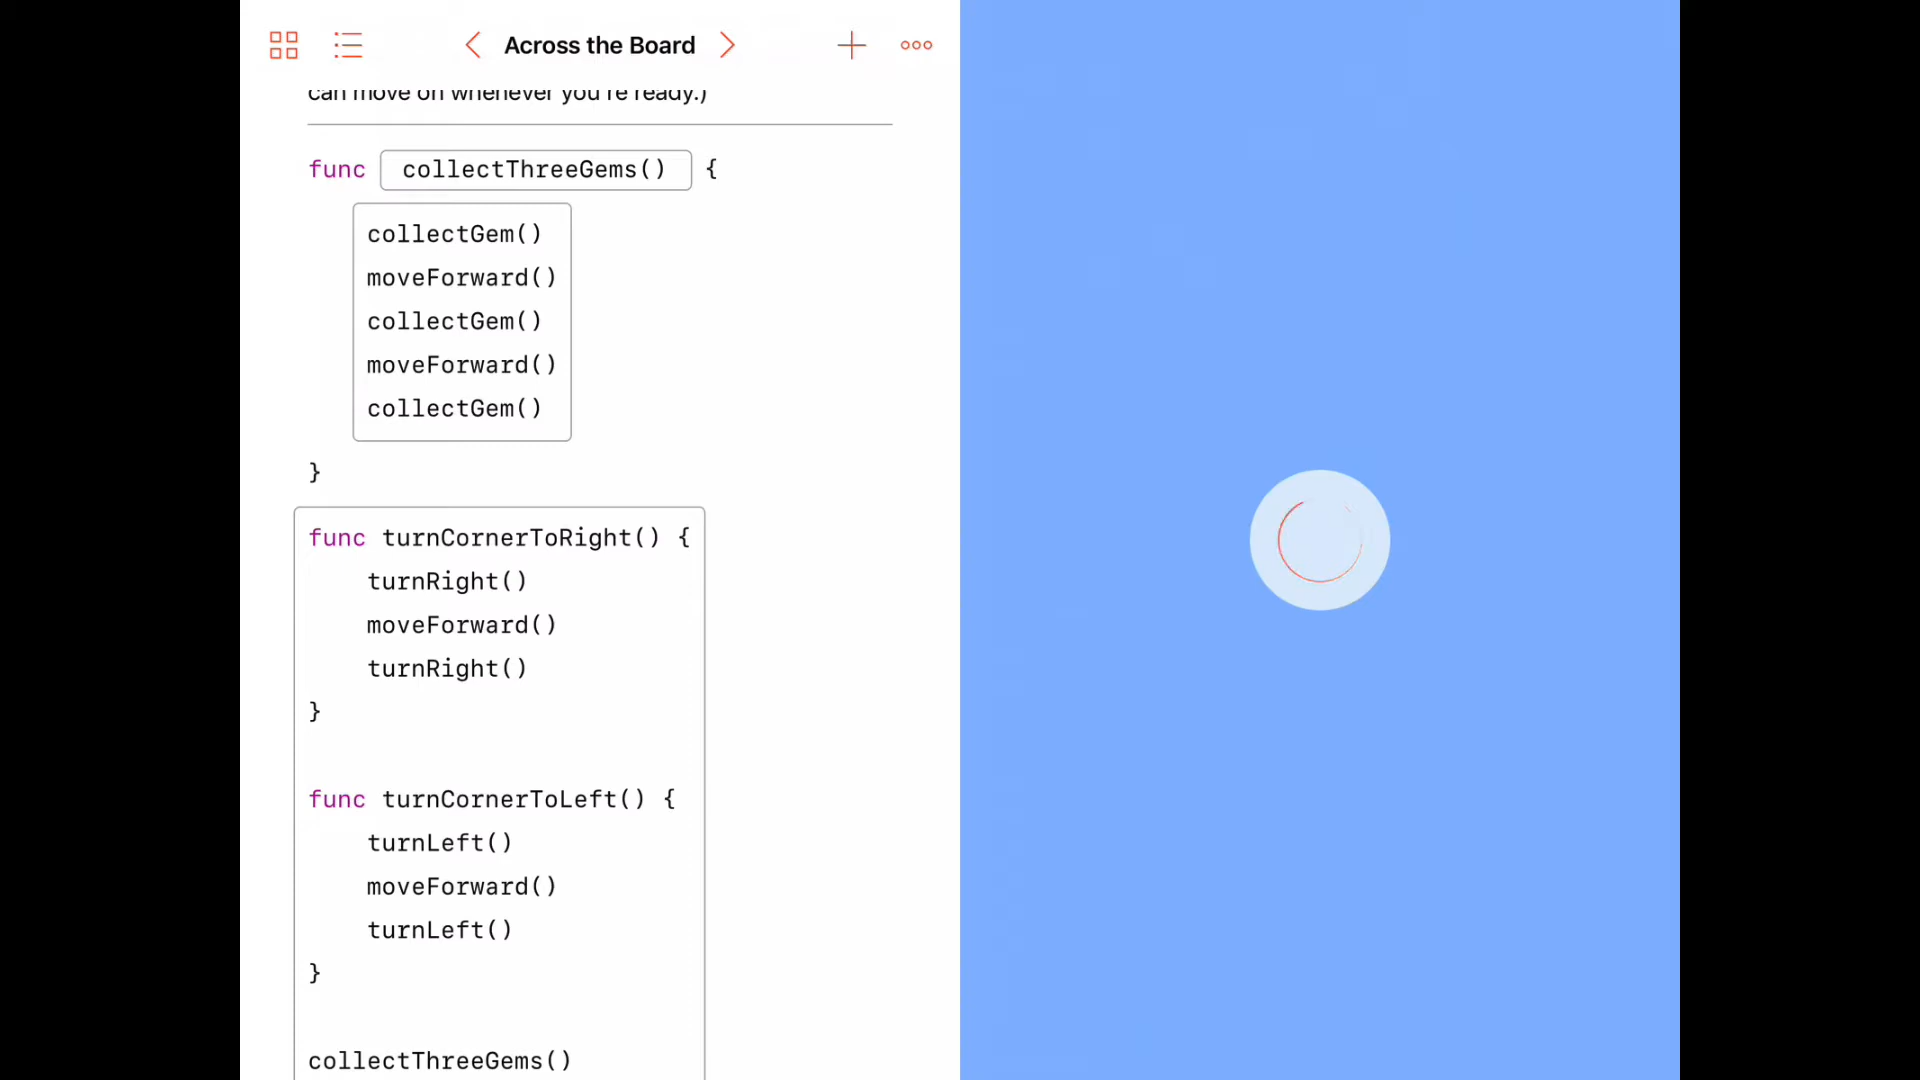 Across the Board
can move on whenever you're ready.)
func collectThreeGems() {
collectGem()
moveForward()
collectGem()
moveForward()
collectGem()
}
func turnCornerToRight() {
turnRight()
moveForward()
turnRight()
}
func turnCornerToLeft() {
turnLeft()
moveForward()
turnLeft()
}
collectThreeGems()